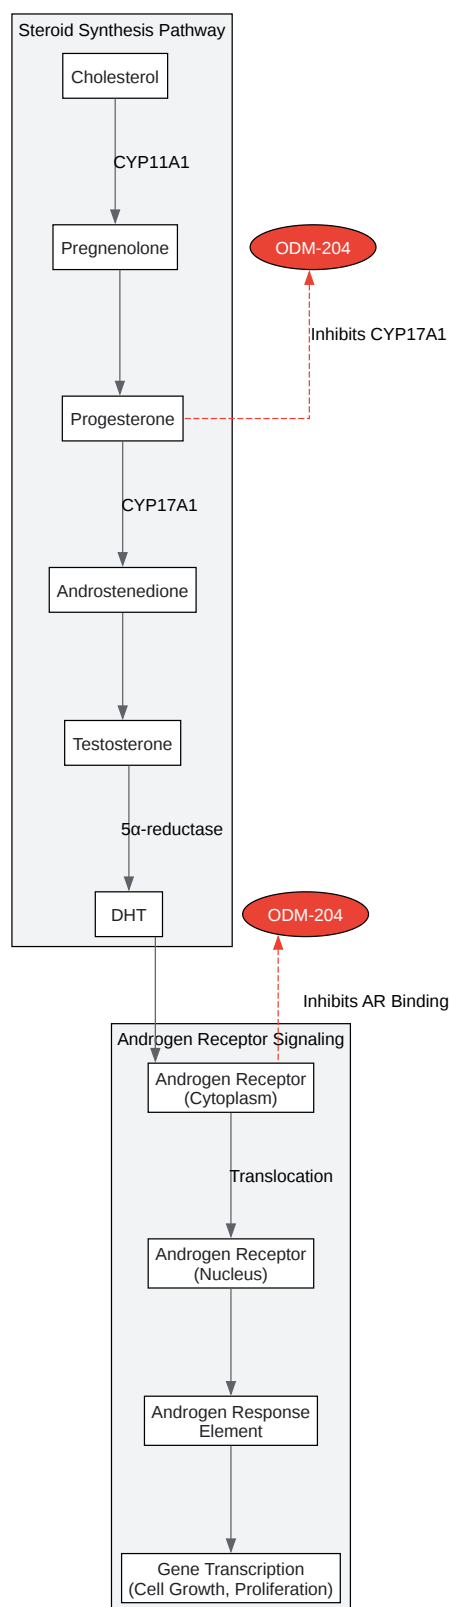 Steroid Synthesis Pathway
Cholesterol
CYP11A1
Pregnenolone
ODM-204
Inhibits CYP17A1
Progesterone
CYP17A1
Androstenedione
Testosterone
5α-reductase
DHT
ODM-204
Inhibits AR Binding
Androgen Receptor Signaling
Androgen Receptor
(Cytoplasm)
Translocation
Androgen Receptor
(Nucleus)
Androgen Response
Element
Gene Transcription
(Cell Growth, Proliferation)